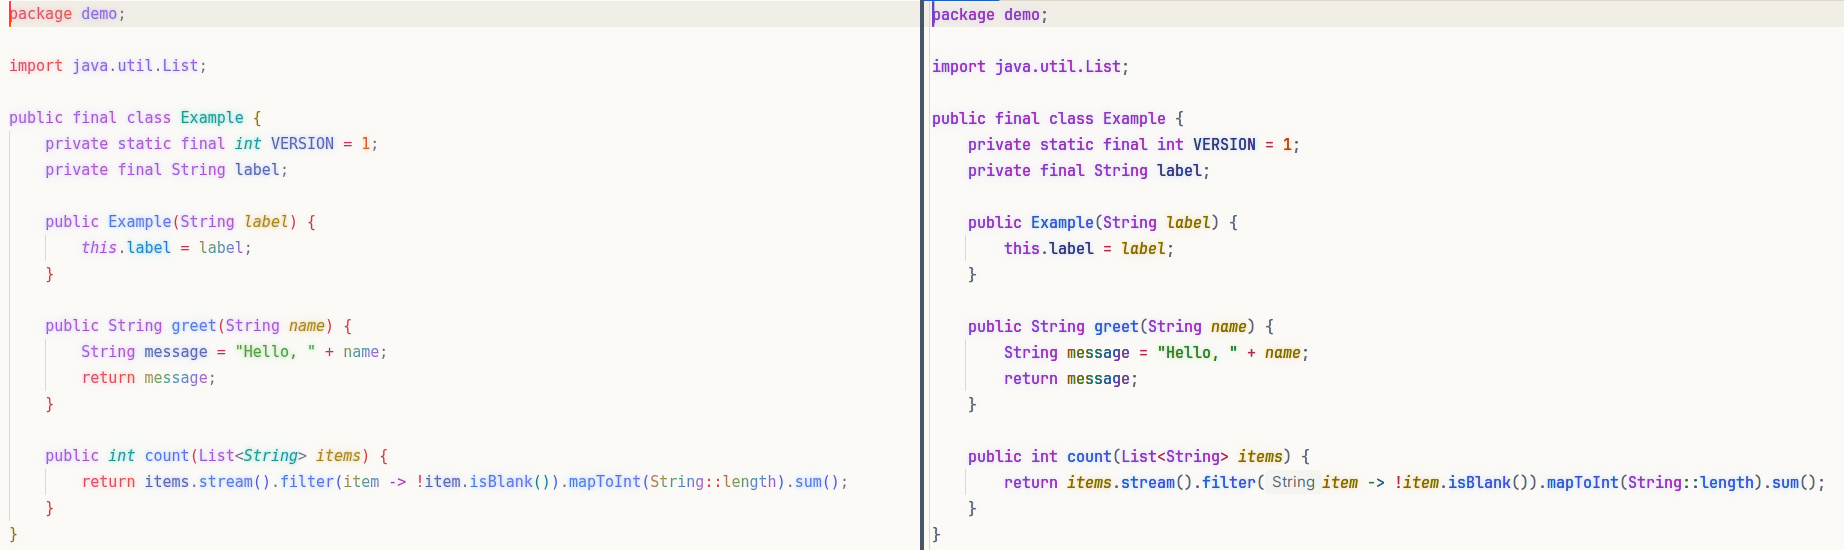 package demo;
import java.util.List;
public final class Example {
    private static final int VERSION = 1;
    private final String label;
    public Example(String label) {
        this.label = label;
    }
    public String greet(String name) {
        String message = "Hello, " + name;
        return message;
    }
    public int count(List<String> items) {
        return items.stream().filter(item -> !item.isBlank()).mapToInt(String::length).sum();
    }
}
package demo;
import java.util.List;
public final class Example {
    private static final int VERSION = 1;
    private final String label;
    public Example(String label) {
        this.label = label;
    }
    public String greet(String name) {
        String message = "Hello, " + name;
        return message;
    }
    public int count(List<String> items) {
        return items.stream().filter( String item -> !item.isBlank()).mapToInt(String::length).sum();
    }
}